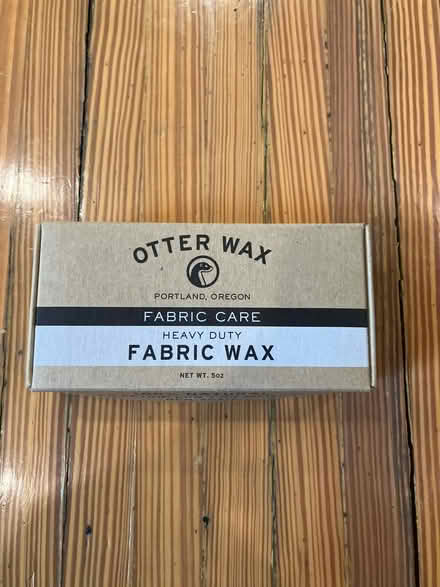 OTTER WAX
PORTLAND, OREGON
FABRIC CARE
HEAVY DUTY
FABRIC WAX
NET WT. 5oz